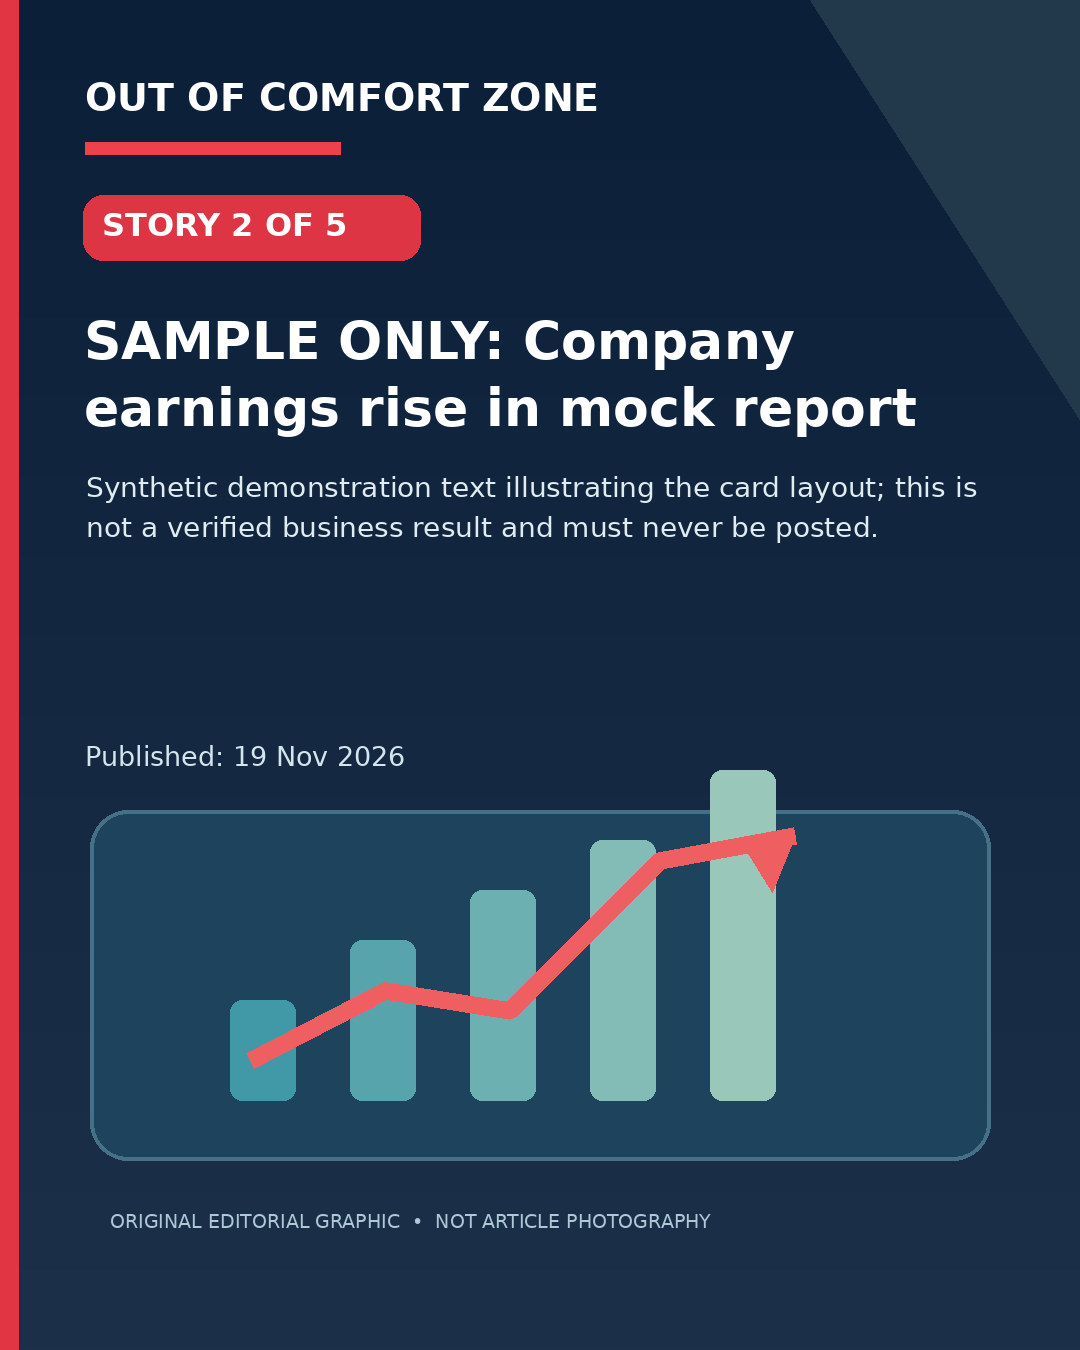 OUT OF COMFORT ZONE
STORY 2 OF 5
SAMPLE ONLY: Company
earnings rise in mock report
Synthetic demonstration text illustrating the card layout; this is
not a verified business result and must never be posted.
Published: 19 Nov 2026
ORIGINAL EDITORIAL GRAPHIC • NOT ARTICLE PHOTOGRAPHY